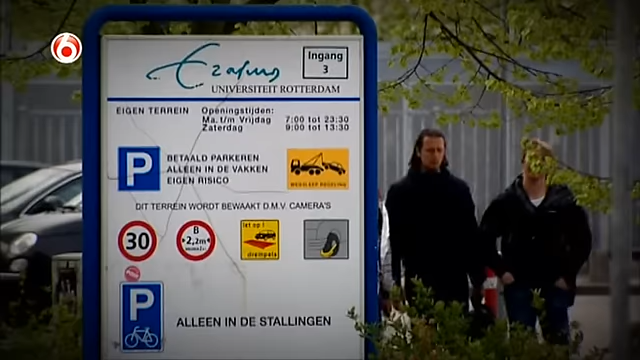 6
Erasmus
Ingang
3
UNIVERSITEIT ROTTERDAM
EIGEN TERREIN
Openingstijden:
Ma. t/m Vrijdag 7:00 tot 23:30
Zaterdag 9:00 tot 13:30
P
BETAALD PARKEREN
ALLEEN IN DE VAKKEN
EIGEN RISICO
WEGSLEEP REGELING
DIT TERREIN WORDT BEWAAKT D.M.V CAMERA'S
30
B
2,2m
let op !
drempels
P
ALLEEN IN DE STALLINGEN